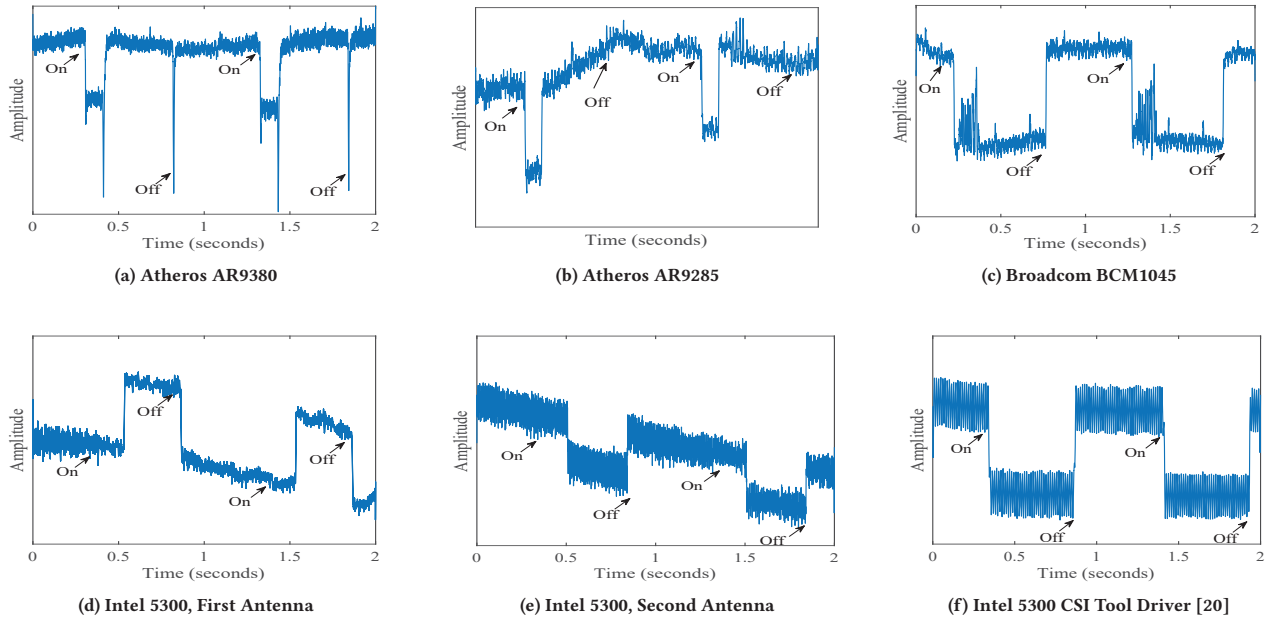 Amplitude
On
Off
On
Off
0
0.5
1
1.5
2
Time (seconds)
(a) Atheros AR9380
Amplitude
On
Off
On
Off
Time (seconds)
(b) Atheros AR9285
Amplitude
On
Off
On
Off
0
0.5
1
1.5
2
Time (seconds)
(c) Broadcom BCM1045
Amplitude
On
Off
On
Off
0
0.5
1
1.5
2
Time (seconds)
(d) Intel 5300, First Antenna
Amplitude
On
Off
On
Off
0
0.5
1
1.5
2
Time (seconds)
(e) Intel 5300, Second Antenna
Amplitude
On
Off
On
Off
0
0.5
1
1.5
2
Time (seconds)
(f) Intel 5300 CSI Tool Driver [20]